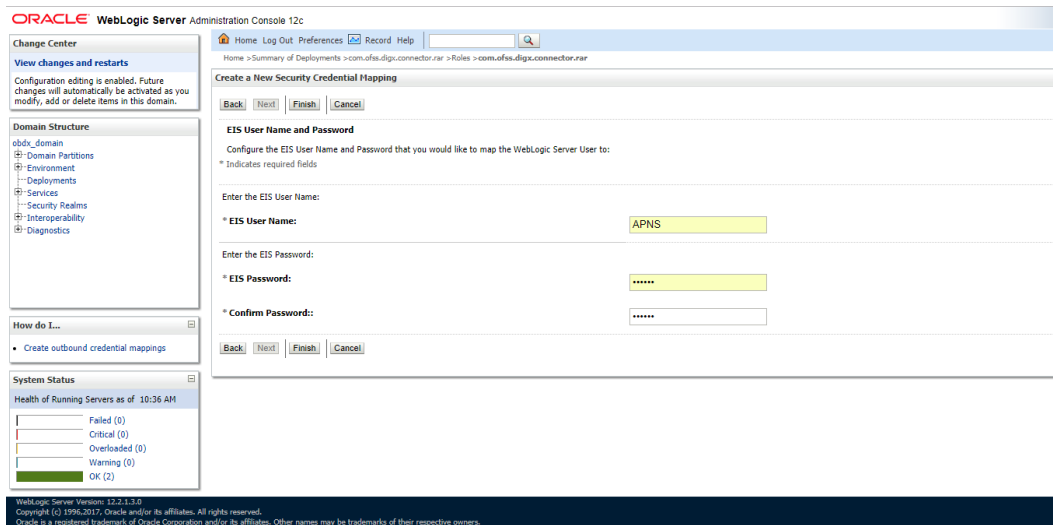 ORACLE WebLogic Server Administration Console 12c
Change Center
View changes and restarts
Configuration editing is enabled. Future
changes will automatically be activated as you
modify, add or delete items in this domain.
Domain Structure
obdx_domain
Domain Partitions
Environment
Deployments
Services
Security Realms
Interoperability
Diagnostics
How do I...
Create outbound credential mappings
System Status
Health of Running Servers as of 10:36 AM
Failed (0)
Critical (0)
Overloaded (0)
Warning (0)
OK (2)
Home Log Out Preferences Record Help
Home >Summary of Deployments >com.ofss.digx.connector.rar >Roles >com.ofss.digx.connector.rar
Create a New Security Credential Mapping
Back Next Finish Cancel
EIS User Name and Password
Configure the EIS User Name and Password that you would like to map the WebLogic Server User to:
* Indicates required fields
Enter the EIS User Name:
* EIS User Name: APNS
Enter the EIS Password:
* EIS Password: ••••••
* Confirm Password:: ••••••
Back Next Finish Cancel
WebLogic Server Version: 12.2.1.3.0
Copyright (c) 1996,2017, Oracle and/or its affiliates. All rights reserved.
Oracle is a registered trademark of Oracle Corporation and/or its affiliates. Other names may be trademarks of their respective owners.